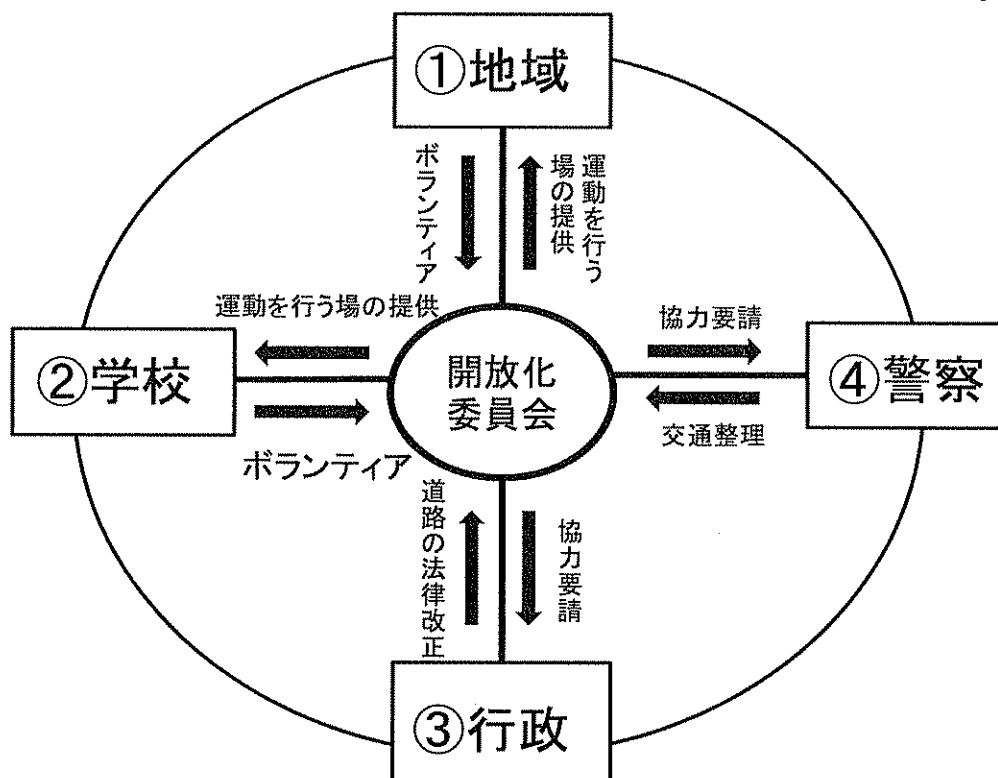 ①地域
ボランティア
運動を行う
場の提供
運動を行う場の提供
協力要請
②学校
開放化
委員会
④警察
ボランティア
交通整理
道路の法律改正
協力要請
③行政